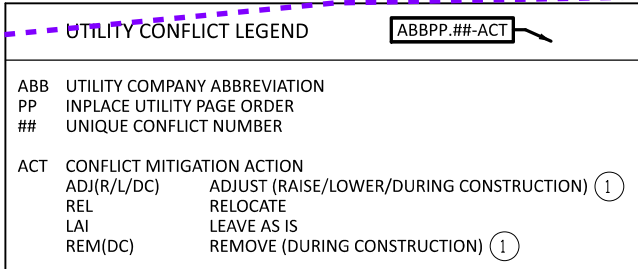 UTILITY CONFLICT LEGEND ABBPP.##-ACT
ABB UTILITY COMPANY ABBREVIATION
PP INPLACE UTILITY PAGE ORDER
## UNIQUE CONFLICT NUMBER
ACT CONFLICT MITIGATION ACTION
ADJ(R/L/DC) ADJUST (RAISE/LOWER/DURING CONSTRUCTION) 1
REL RELOCATE
LAI LEAVE AS IS
REM(DC) REMOVE (DURING CONSTRUCTION) 1